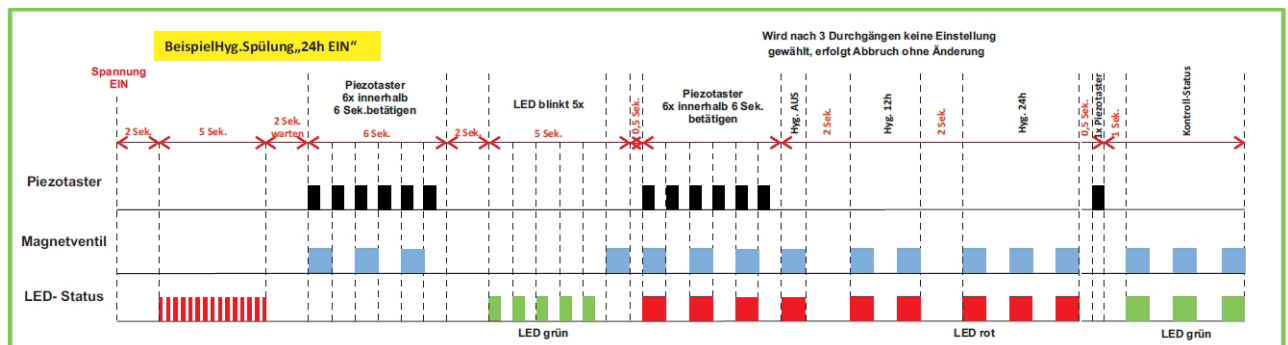 BeispielHyg.Spülung„24h EIN“
Wird nach 3 Durchgängen keine Einstellung
gewählt, erfolgt Abbruch ohne Änderung
Spannung
EIN
Piezotaster
6x innerhalb
6 Sek.betätigen
LED blinkt 5x
Piezotaster
6x innerhalb 6 Sek.
betätigen
Hyg. AUS
Hyg. 12h
Hyg. 24h
1x Piezotaster
Kontroll-Status
2 Sek.
5 Sek.
2 Sek.
warten
6 Sek.
2 Sek.
5 Sek.
0,5 Sek.
2 Sek.
2 Sek.
0,5 Sek.
1 Sek.
Piezotaster
Magnetventil
LED- Status
LED grün
LED rot
LED grün